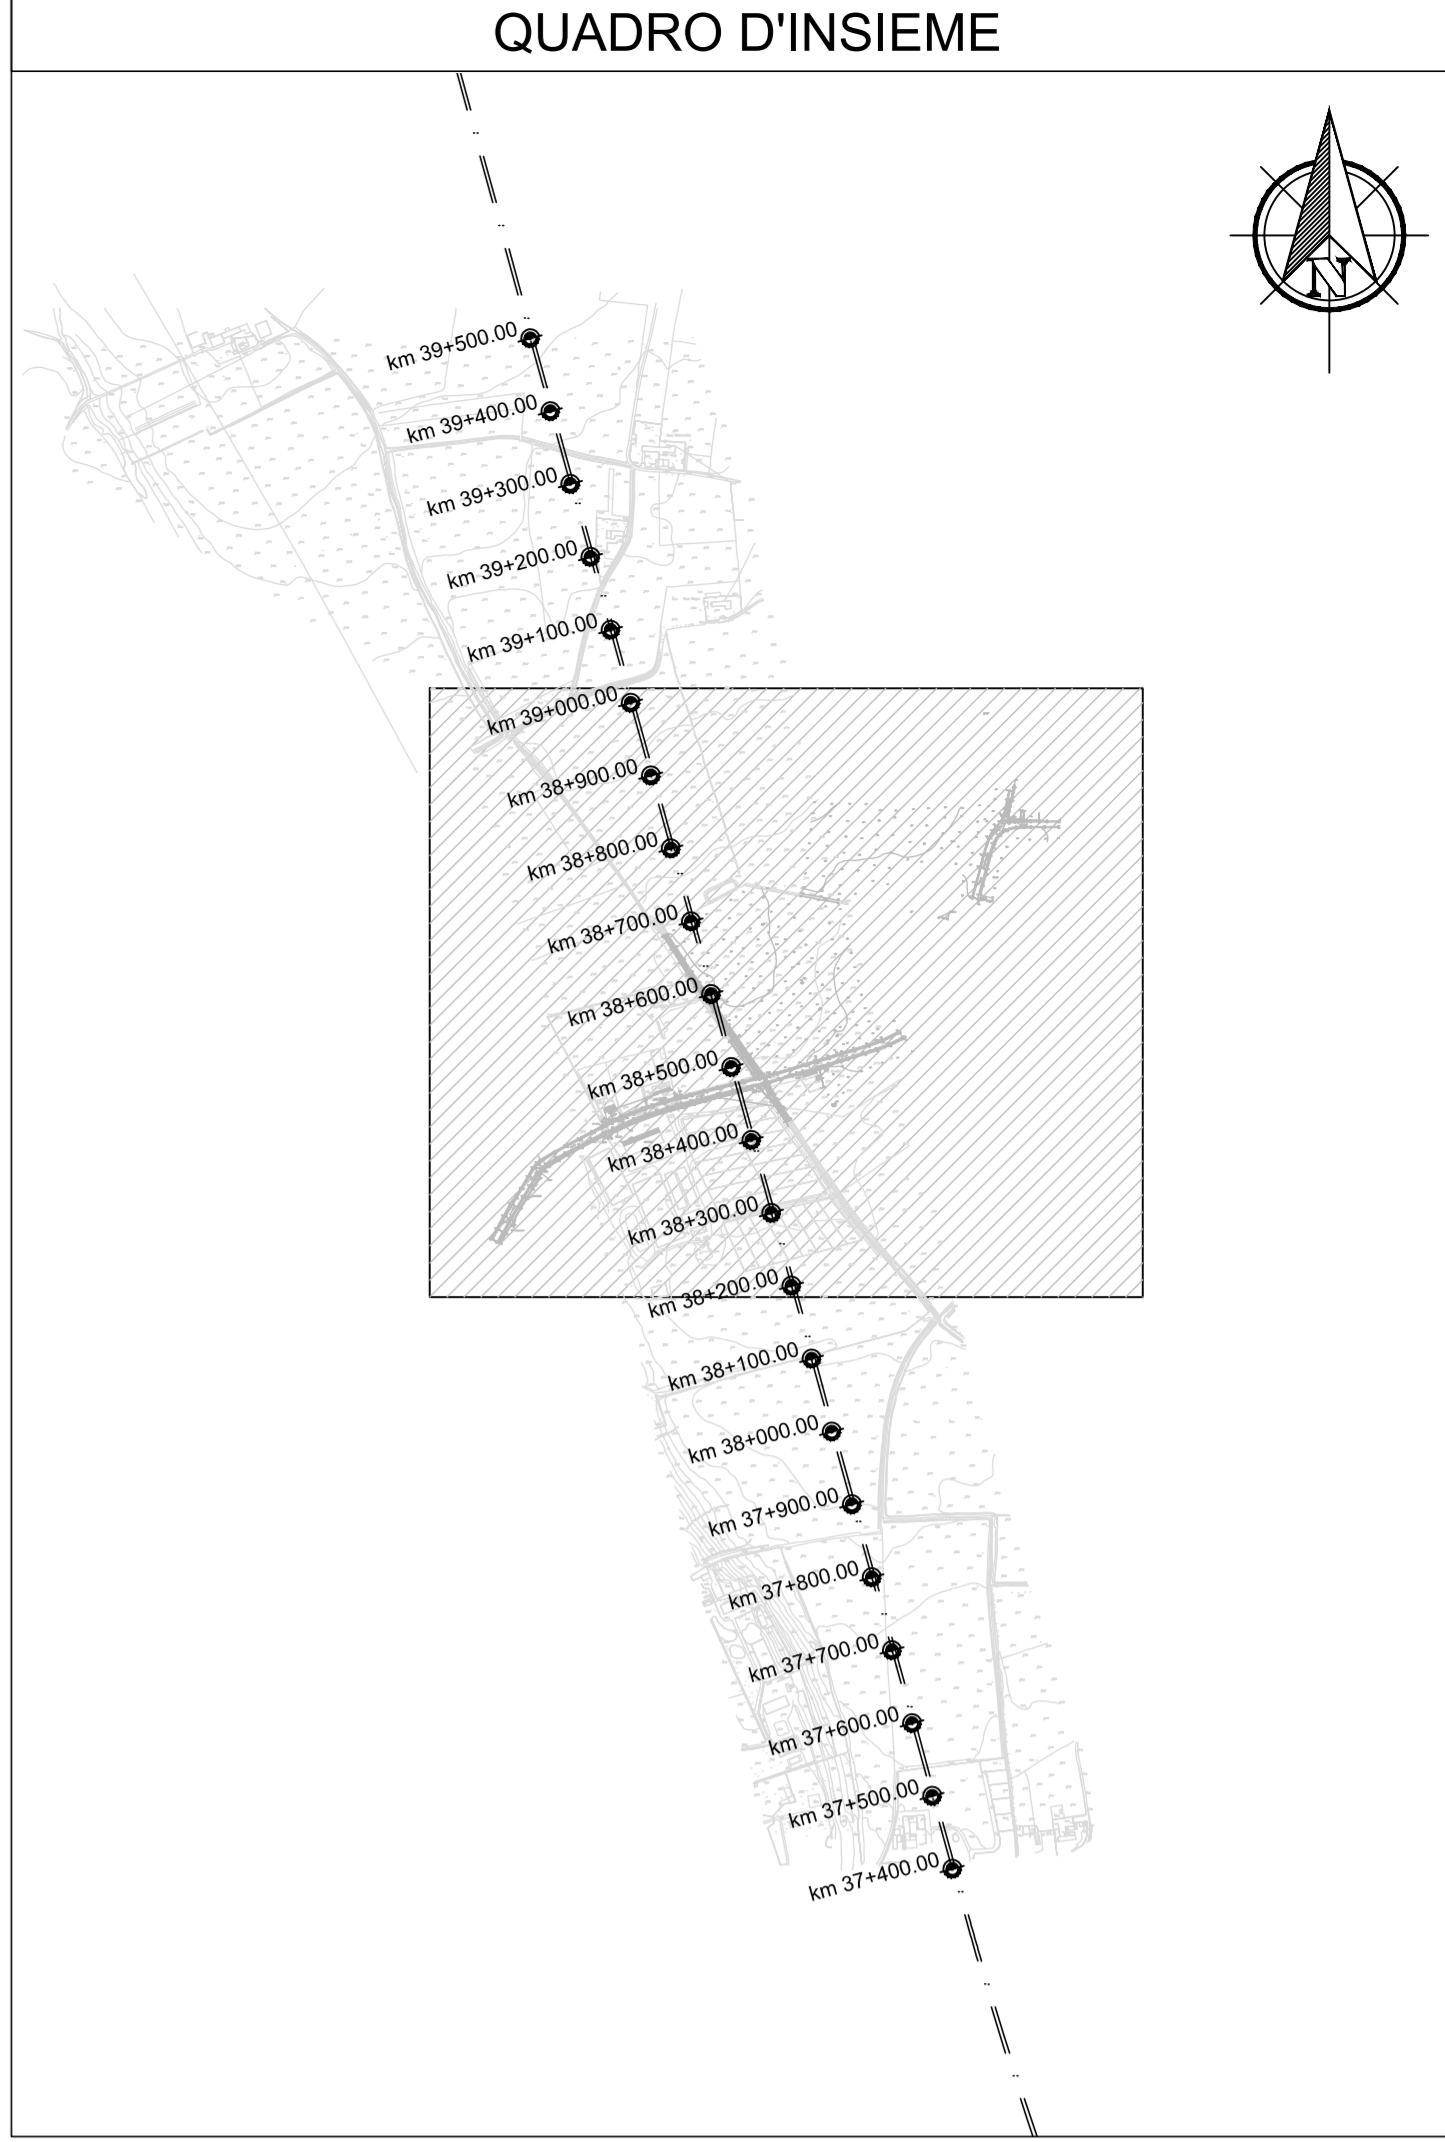 QUADRO D'INSIEME
N
km 39+500.00
km 39+400.00
km 39+300.00
km 39+200.00
km 39+100.00
km 39+000.00
km 38+900.00
km 38+800.00
km 38+700.00
km 38+600.00
km 38+500.00
km 38+400.00
km 38+300.00
km 38+200.00
km 38+100.00
km 38+000.00
km 37+900.00
km 37+800.00
km 37+700.00
km 37+600.00
km 37+500.00
km 37+400.00